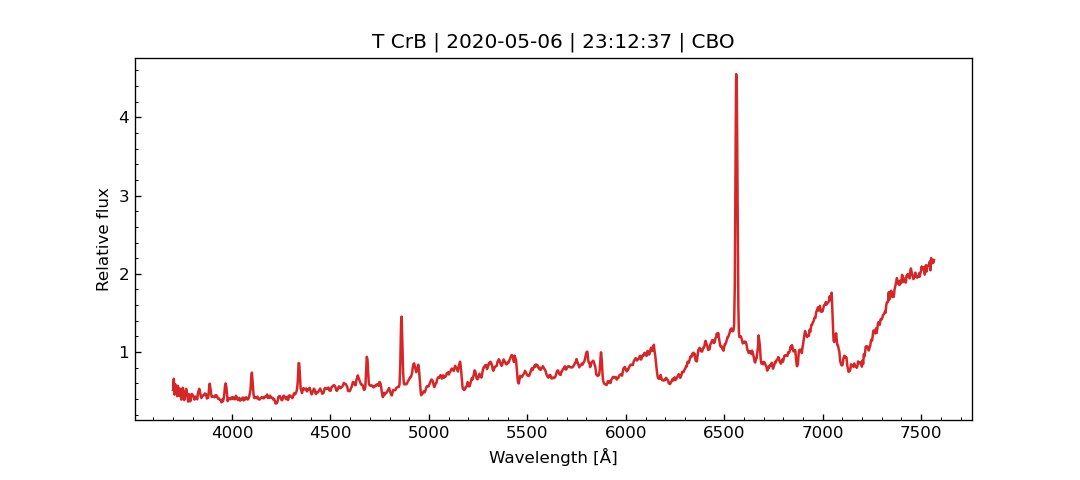 T CrB | 2020-05-06 | 23:12:37 | CBO
Relative flux
4
3
2
1
4000 4500 5000 5500 6000 6500 7000 7500
Wavelength [Å]